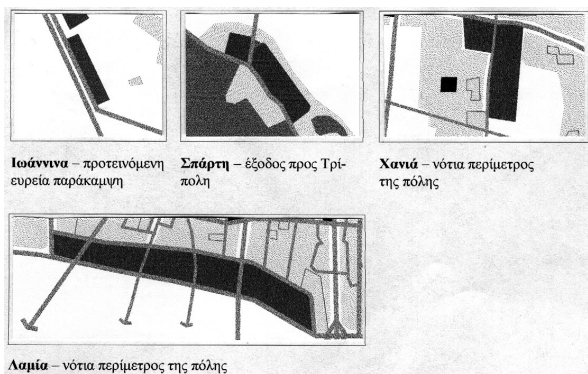 Ιωάννινα – προτεινόμενη
ευρεία παράκαμψη
Σπάρτη – έξοδος προς Τρί-
πολη
Χανιά – νότια περίμετρος
της πόλης
Λαμία – νότια περίμετρος της πόλης